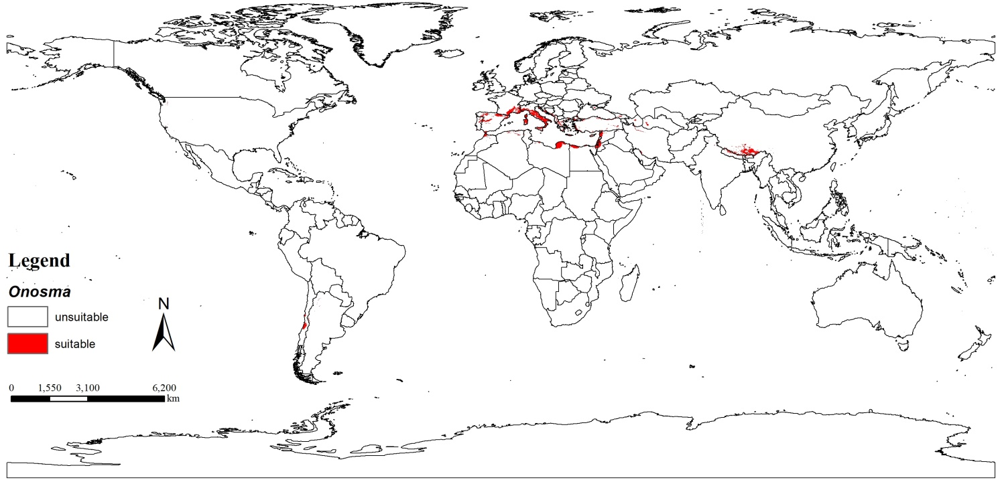 Legend
Onosma
N
unsuitable
suitable
0 1,550 3,100 6,200
km